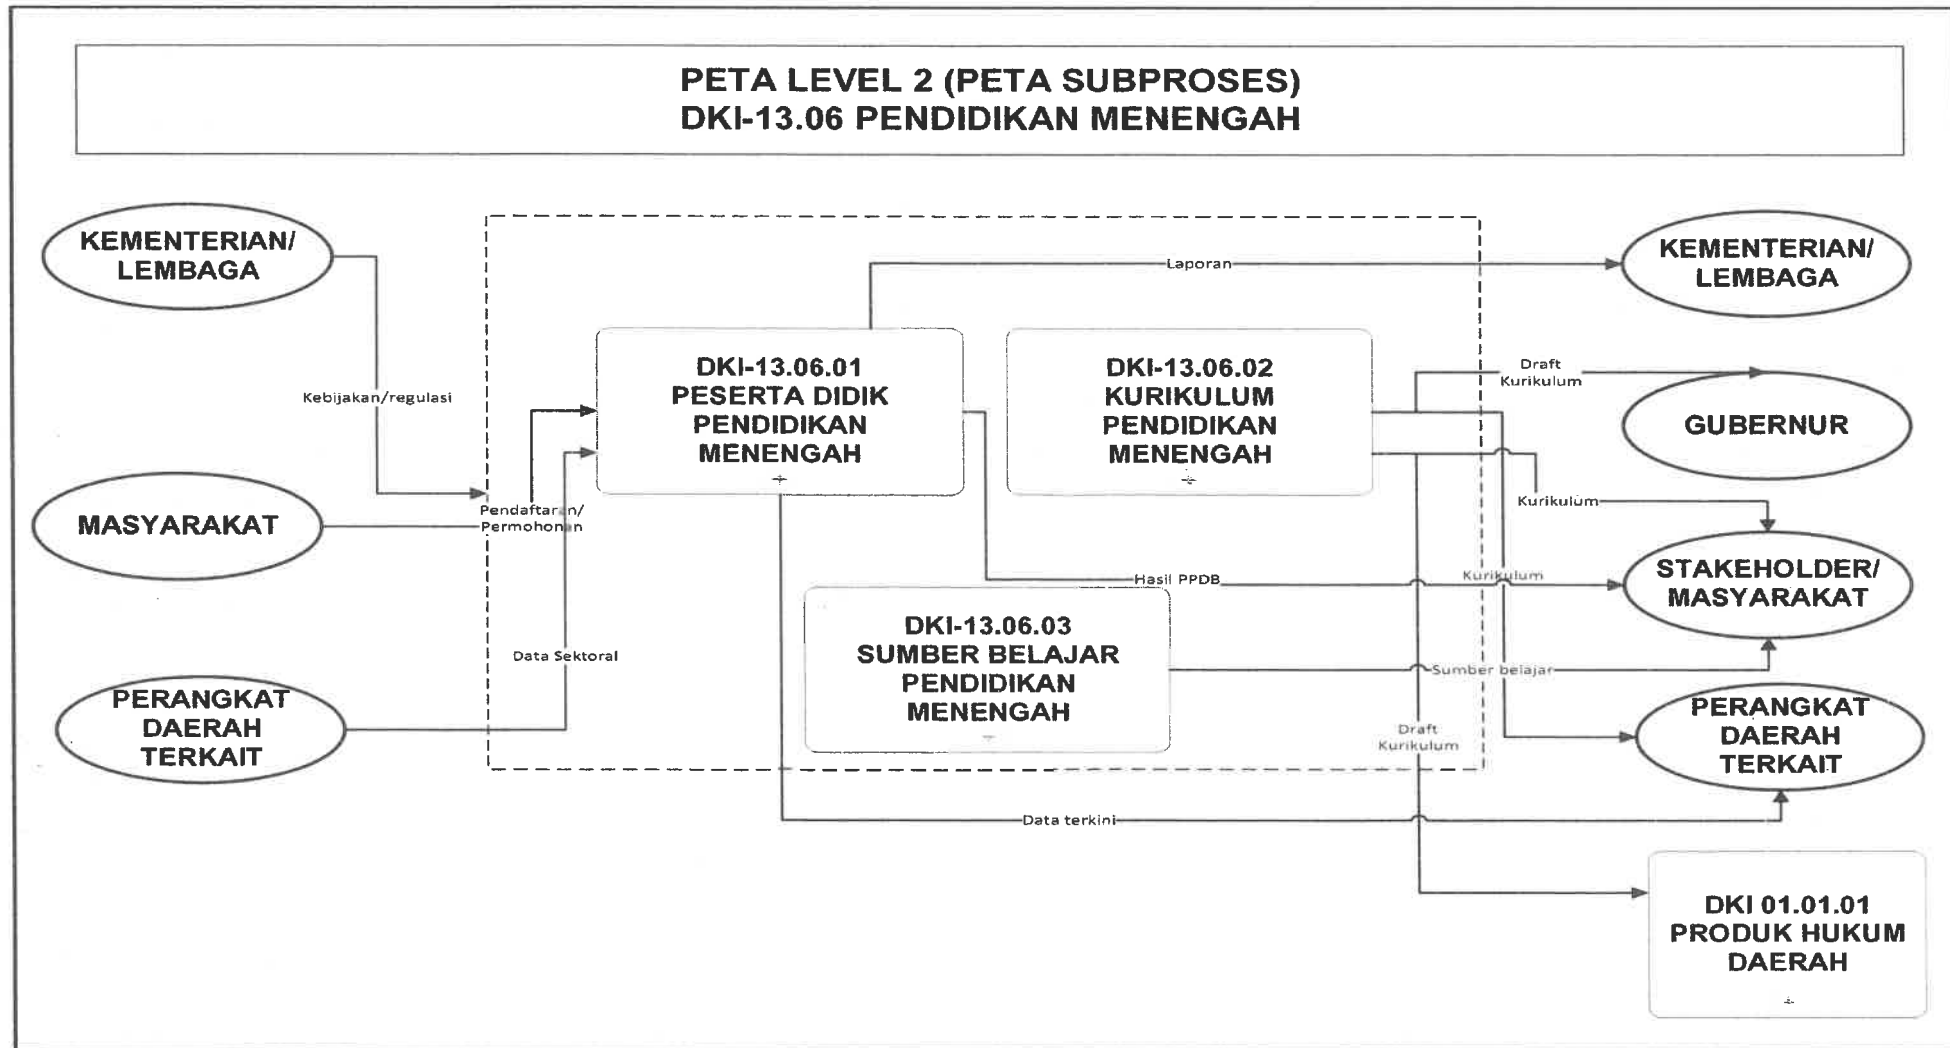 PETA LEVEL 2 (PETA SUBPROSES)
DKI-13.06 PENDIDIKAN MENENGAH
KEMENTERIAN/
LEMBAGA
MASYARAKAT
PERANGKAT
DAERAH
TERKAIT
Kebijakan/regulasi
Pendaftaran/
Permohonan
Data Sektoral
DKI-13.06.01
PESERTA DIDIK
PENDIDIKAN
MENENGAH
DKI-13.06.02
KURIKULUM
PENDIDIKAN
MENENGAH
DKI-13.06.03
SUMBER BELAJAR
PENDIDIKAN
MENENGAH
Laporan
Draft
Kurikulum
Kurikulum
Hasil PPDB
Kurikulum
Sumber belajar
Draft
Kurikulum
Data terkini
KEMENTERIAN/
LEMBAGA
GUBERNUR
STAKEHOLDER/
MASYARAKAT
PERANGKAT
DAERAH
TERKAIT
DKI 01.01.01
PRODUK HUKUM
DAERAH